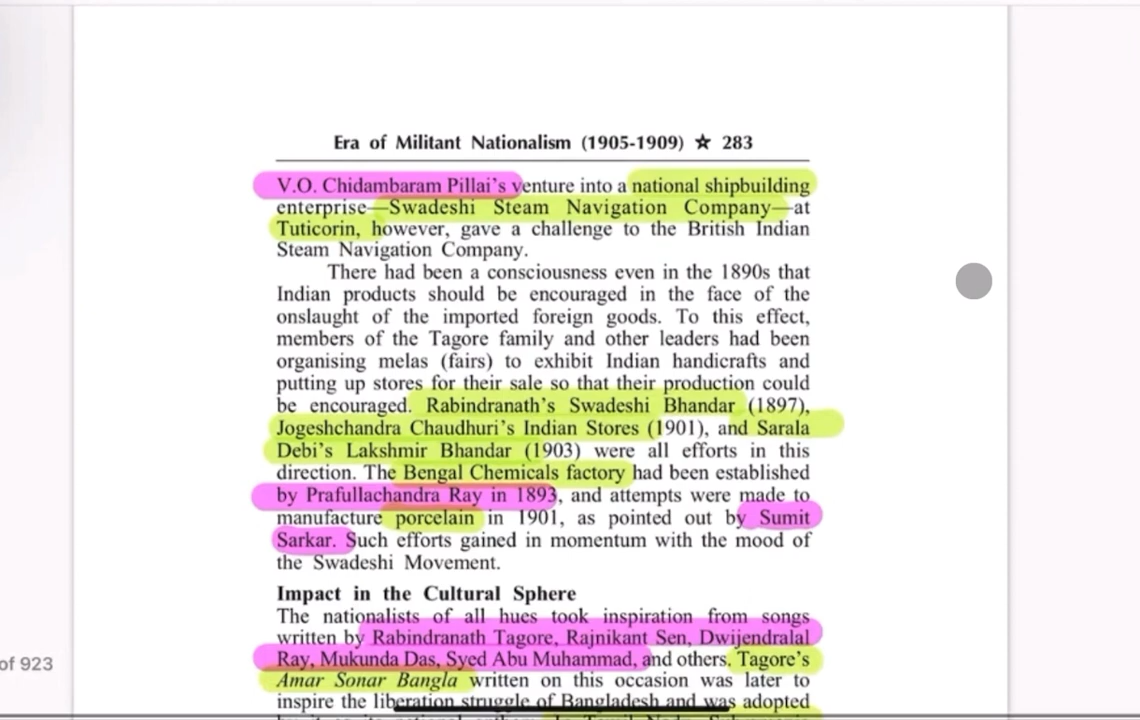 Era of Militant Nationalism (1905-1909) ☆ 283
V.O. Chidambaram Pillai's venture into a national shipbuilding
enterprise—Swadeshi Steam Navigation Company—at
Tuticorin, however, gave a challenge to the British Indian
Steam Navigation Company.
There had been a consciousness even in the 1890s that
Indian products should be encouraged in the face of the
onslaught of the imported foreign goods. To this effect,
members of the Tagore family and other leaders had been
organising melas (fairs) to exhibit Indian handicrafts and
putting up stores for their sale so that their production could
be encouraged. Rabindranath's Swadeshi Bhandar (1897),
Jogeshchandra Chaudhuri's Indian Stores (1901), and Sarala
Debi's Lakshmir Bhandar (1903) were all efforts in this
direction. The Bengal Chemicals factory had been established
by Prafullachandra Ray in 1893, and attempts were made to
manufacture porcelain in 1901, as pointed out by Sumit
Sarkar. Such efforts gained in momentum with the mood of
the Swadeshi Movement.
Impact in the Cultural Sphere
The nationalists of all hues took inspiration from songs
written by Rabindranath Tagore, Rajnikant Sen, Dwijendralal
Ray, Mukunda Das, Syed Abu Muhammad, and others. Tagore's
of 923
Amar Sonar Bangla written on this occasion was later to
inspire the liberation struggle of Bangladesh and was adopted